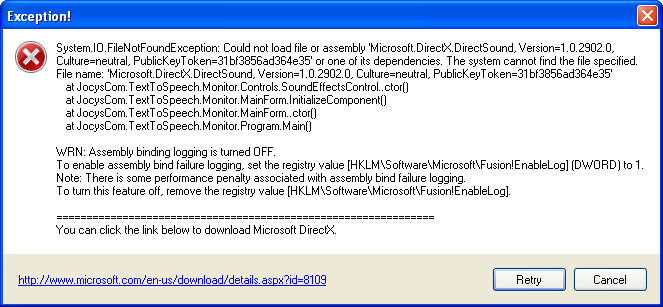 Exception!
System.IO.FileNotFoundException: Could not load file or assembly 'Microsoft.DirectX.DirectSound, Version=1.0.2902.0,
Culture=neutral, PublicKeyToken=31bf3856ad364e35' or one of its dependencies. The system cannot find the file specified.
File name: 'Microsoft.DirectX.DirectSound, Version=1.0.2902.0, Culture=neutral, PublicKeyToken=31bf3856ad364e35'
at JocysCom.TextToSpeech.Monitor.Controls.SoundEffectsControl..ctor()
at JocysCom.TextToSpeech.Monitor.MainForm.InitializeComponent()
at JocysCom.TextToSpeech.Monitor.MainForm..ctor()
at JocysCom.TextToSpeech.Monitor.Program.Main()
WRN: Assembly binding logging is turned OFF.
To enable assembly bind failure logging, set the registry value [HKLM\Software\Microsoft\Fusion!EnableLog] (DWORD) to 1.
Note: There is some performance penalty associated with assembly bind failure logging.
To turn this feature off, remove the registry value [HKLM\Software\Microsoft\Fusion!EnableLog].
===============================================================
You can click the link below to download Microsoft DirectX.
http://www.microsoft.com/en-us/download/details.aspx?id=8109
Retry
Cancel